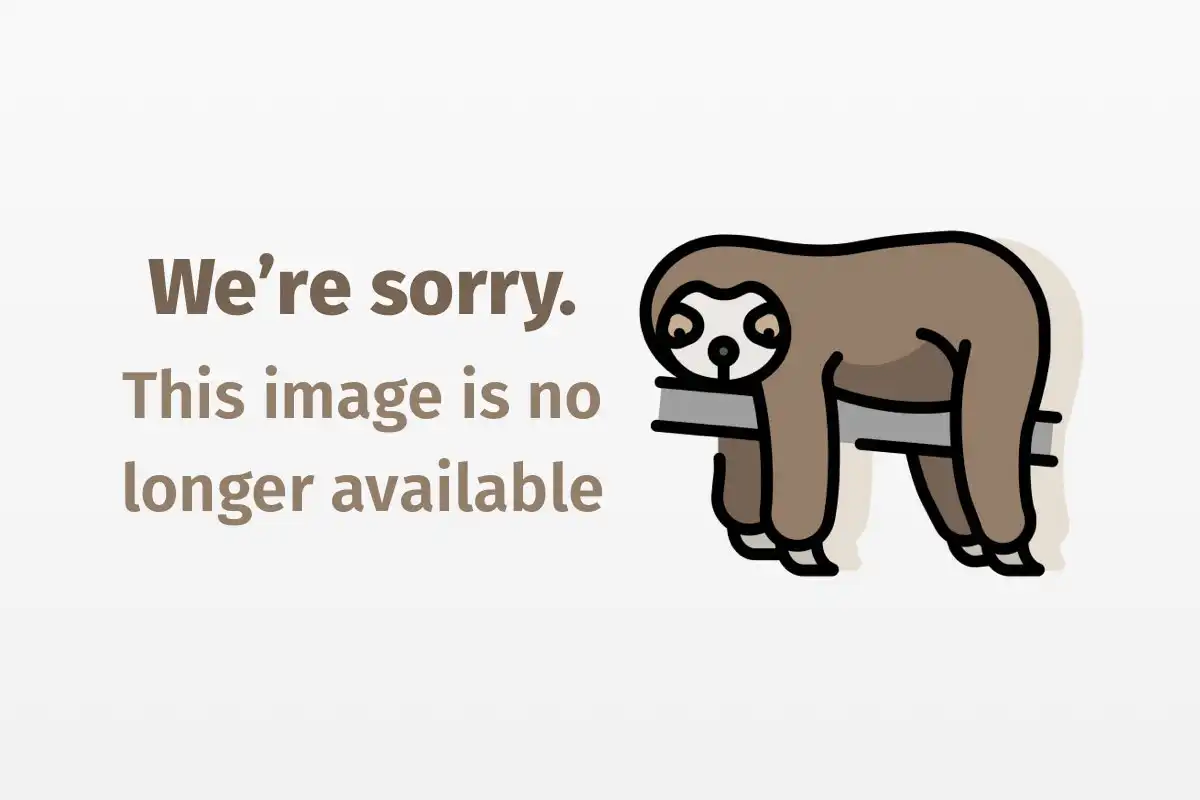 We’re sorry.
This image is no
longer available